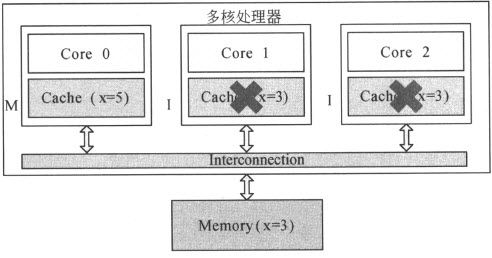 多核处理器
Core 0
Core 1
Core 2
M
Cache (x=5)
I
Cache (x=3)
I
Cache (x=3)
Interconnection
Memory(x=3)